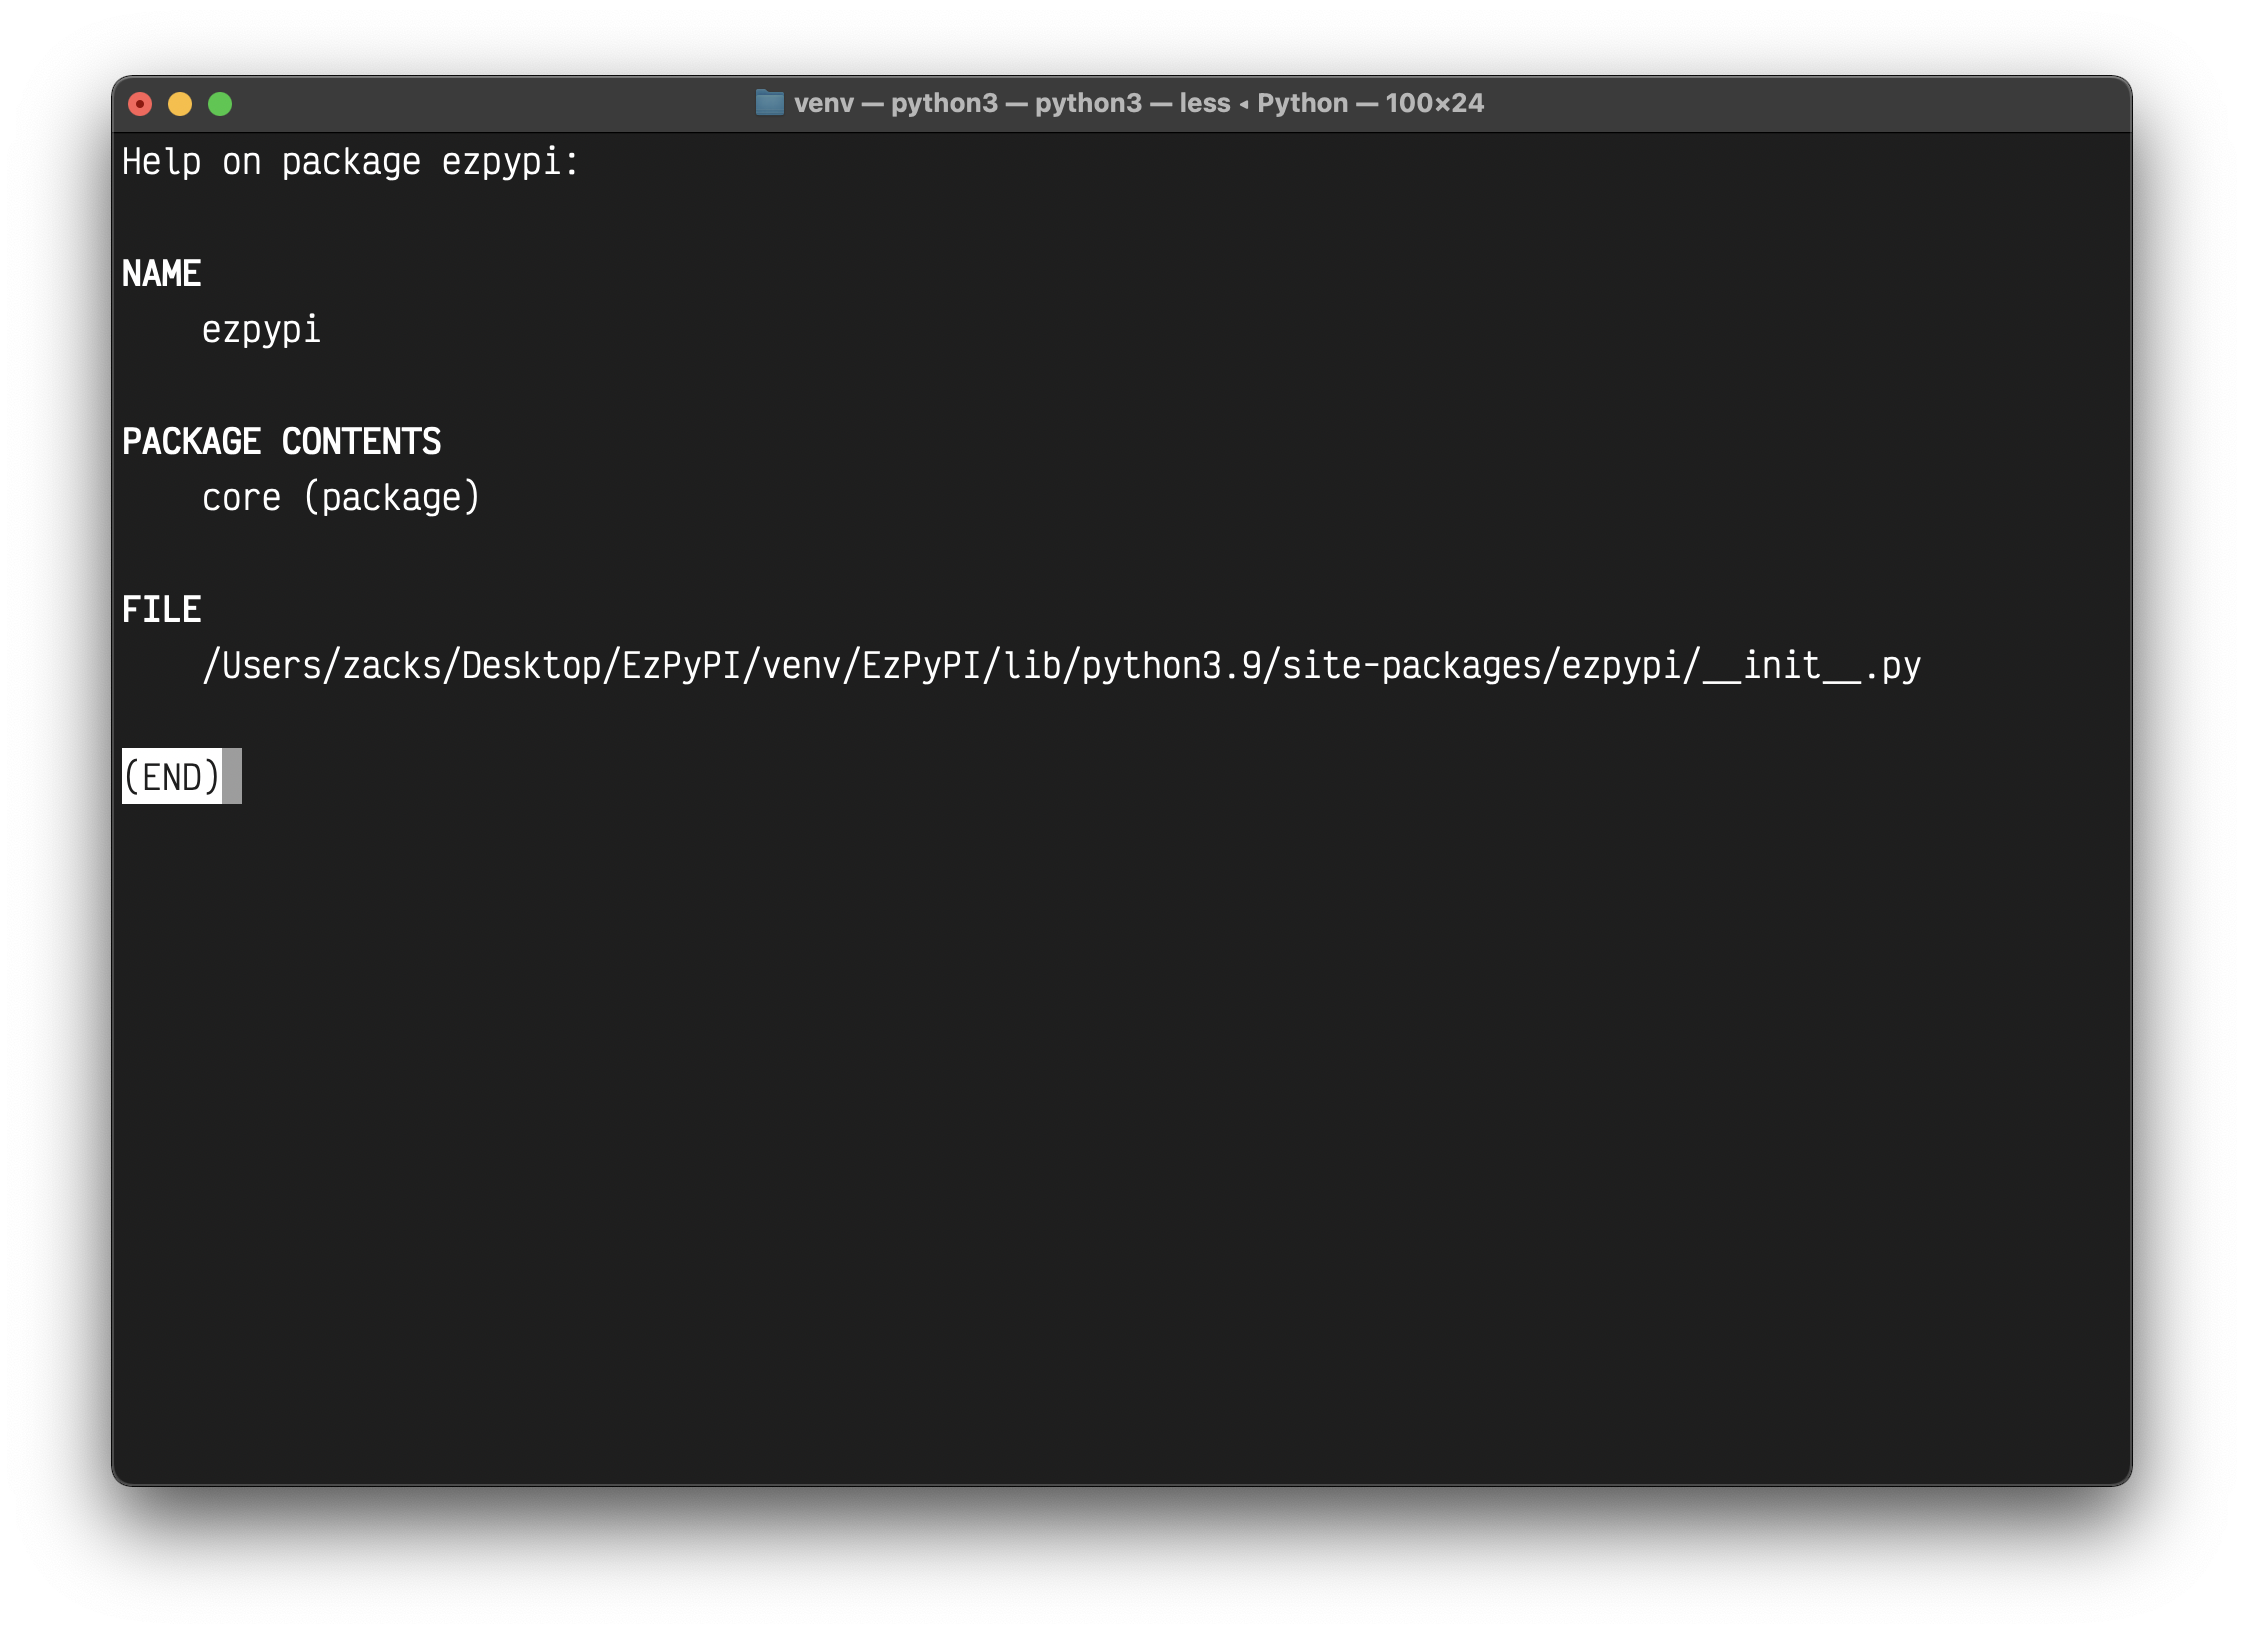 venv — python3 — python3 — less ◂ Python — 100×24
Help on package ezpypi:
NAME
ezpypi
PACKAGE CONTENTS
core (package)
FILE
/Users/zacks/Desktop/EzPyPI/venv/EzPyPI/lib/python3.9/site-packages/ezpypi/__init__.py
(END)